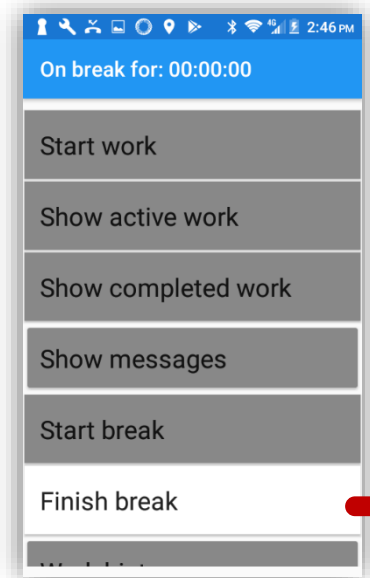 4G 2:46 PM
On break for: 00:00:00
Start work
Show active work
Show completed work
Show messages
Start break
Finish break